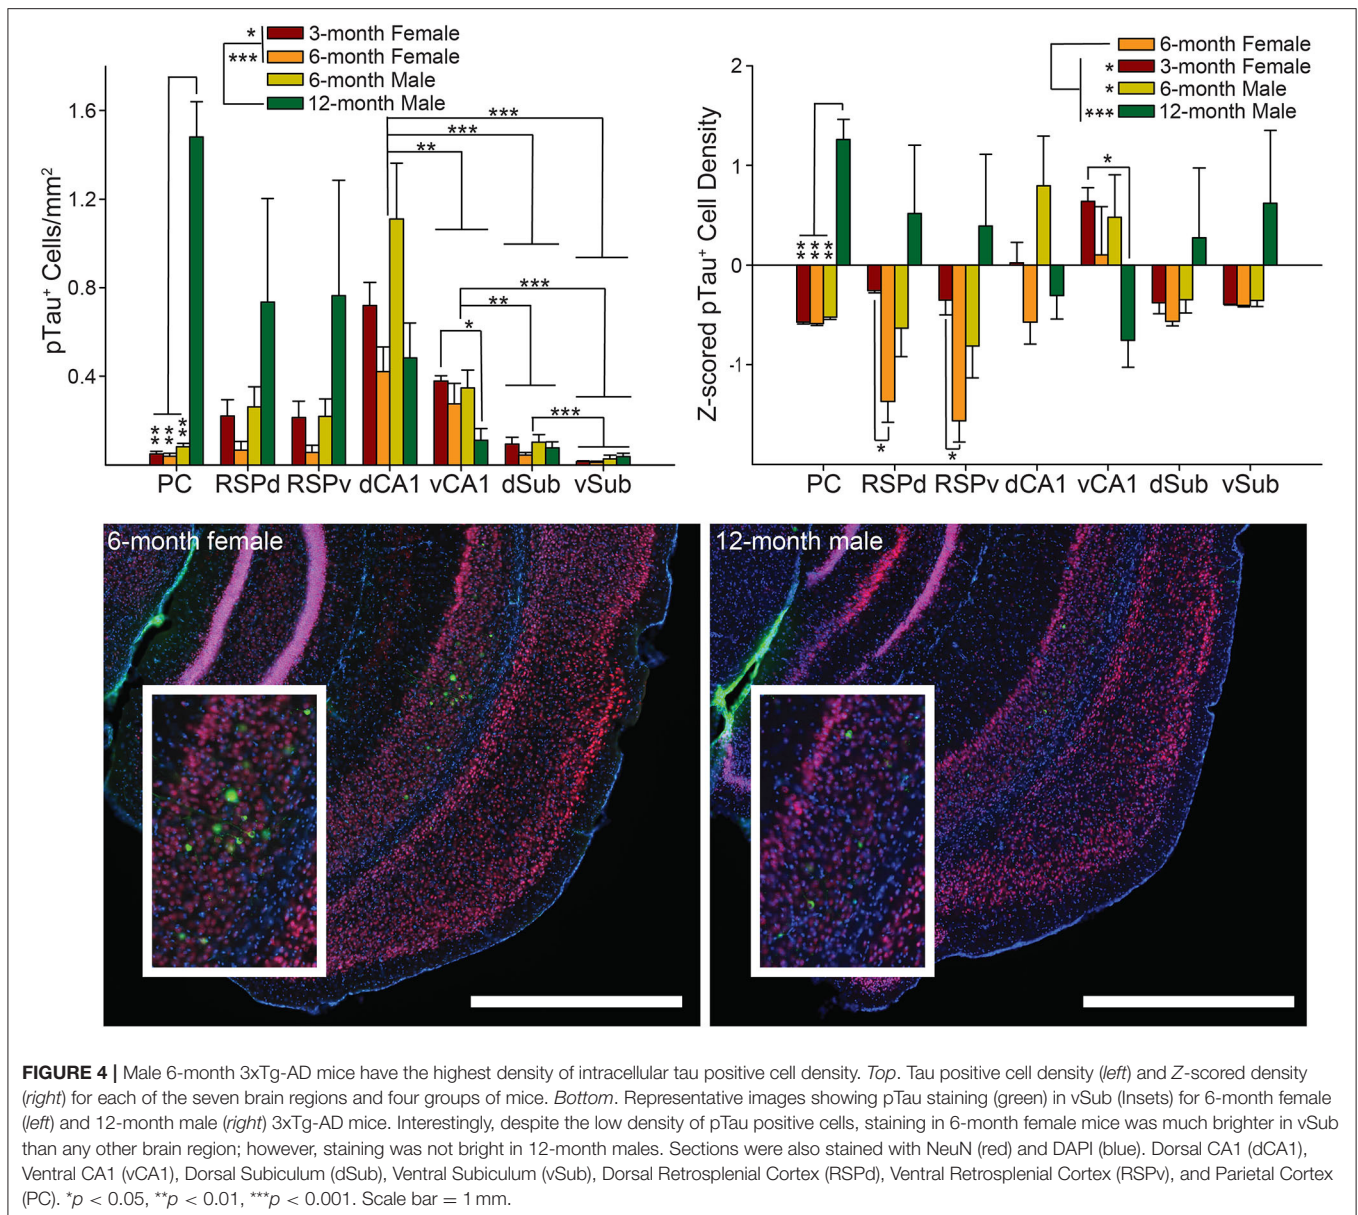 * 3-month Female
*** 6-month Female
6-month Male
12-month Male
pTau⁺ Cells/mm²
1.6
1.2
0.8
0.4
***
***
**
***
**
*
***
**
**
**
PC RSPd RSPv dCA1 vCA1 dSub vSub
6-month Female
* 3-month Female
* 6-month Male
*** 12-month Male
Z-scored pTau⁺ Cell Density
2
1
0
-1
***
***
*
*
*
PC RSPd RSPv dCA1 vCA1 dSub vSub
6-month female
12-month male
FIGURE 4 | Male 6-month 3xTg-AD mice have the highest density of intracellular tau positive cell density. Top. Tau positive cell density (left) and Z-scored density
(right) for each of the seven brain regions and four groups of mice. Bottom. Representative images showing pTau staining (green) in vSub (Insets) for 6-month female
(left) and 12-month male (right) 3xTg-AD mice. Interestingly, despite the low density of pTau positive cells, staining in 6-month female mice was much brighter in vSub
than any other brain region; however, staining was not bright in 12-month males. Sections were also stained with NeuN (red) and DAPI (blue). Dorsal CA1 (dCA1),
Ventral CA1 (vCA1), Dorsal Subiculum (dSub), Ventral Subiculum (vSub), Dorsal Retrosplenial Cortex (RSPd), Ventral Retrosplenial Cortex (RSPv), and Parietal Cortex
(PC). *p < 0.05, **p < 0.01, ***p < 0.001. Scale bar = 1 mm.